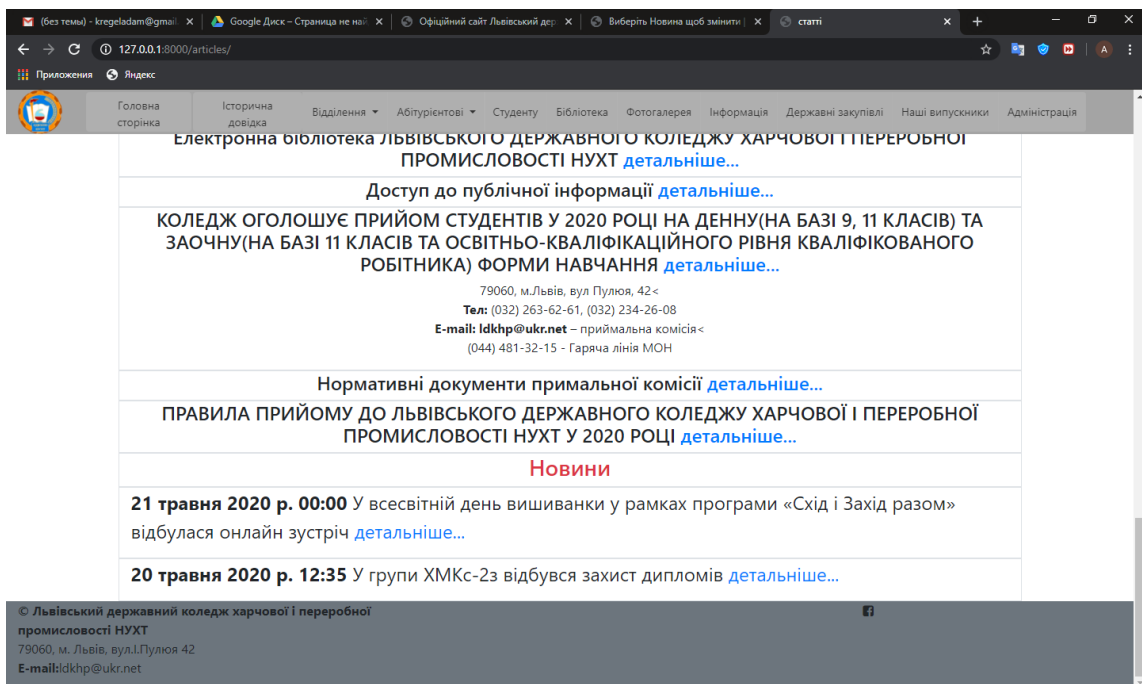 (без темы) - kregeladam@gmail.
Google Диск – Страница не най
Офіційний сайт Львівський дер
Виберіть Новина щоб змінити |
статті
127.0.0.1:8000/articles/
Приложения
Яндекс
Головна сторінка
Історична довідка
Відділення
Абітурієнтові
Студенту
Бібліотека
Фотогалерея
Інформація
Державні закупівлі
Наші випускники
Адміністрація
Електронна бібліотека ЛЬВІВСЬКОГО ДЕРЖАВНОГО КОЛЕДЖУ ХАРЧОВОЇ І ПЕРЕРОБНОЇ
ПРОМИСЛОВОСТІ НУХТ детальніше...
Доступ до публічної інформації детальніше...
КОЛЕДЖ ОГОЛОШУЄ ПРИЙОМ СТУДЕНТІВ У 2020 РОЦІ НА ДЕННУ(НА БАЗІ 9, 11 КЛАСІВ) ТА
ЗАОЧНУ(НА БАЗІ 11 КЛАСІВ ТА ОСВІТНЬО-КВАЛІФІКАЦІЙНОГО РІВНЯ КВАЛІФІКОВАНОГО
РОБІТНИКА) ФОРМИ НАВЧАННЯ детальніше...
79060, м.Львів, вул Пулюя, 42<
Тел: (032) 263-62-61, (032) 234-26-08
E-mail: ldkhp@ukr.net – приймальна комісія<
(044) 481-32-15 - Гаряча лінія МОН
Нормативні документи примальної комісії детальніше...
ПРАВИЛА ПРИЙОМУ ДО ЛЬВІВСЬКОГО ДЕРЖАВНОГО КОЛЕДЖУ ХАРЧОВОЇ І ПЕРЕРОБНОЇ
ПРОМИСЛОВОСТІ НУХТ У 2020 РОЦІ детальніше...
Новини
21 травня 2020 р. 00:00 У всесвітній день вишиванки у рамках програми «Схід і Захід разом»
відбулася онлайн зустріч детальніше...
20 травня 2020 р. 12:35 У групи ХМКс-2з відбувся захист дипломів детальніше...
© Львівський державний коледж харчової і переробної
промисловості НУХТ
79060, м. Львів, вул.І.Пулюя 42
E-mail:ldkhp@ukr.net